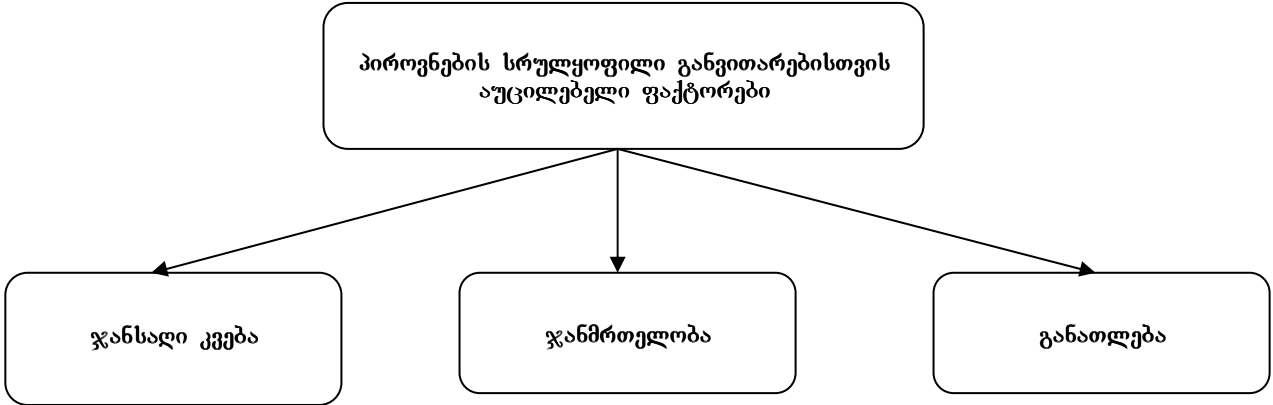 პიროვნების სრულყოფილი განვითარებისთვის
აუცილებელი ფაქტორები
ჯანსაღი კვება
ჯანმრთელობა
განათლება